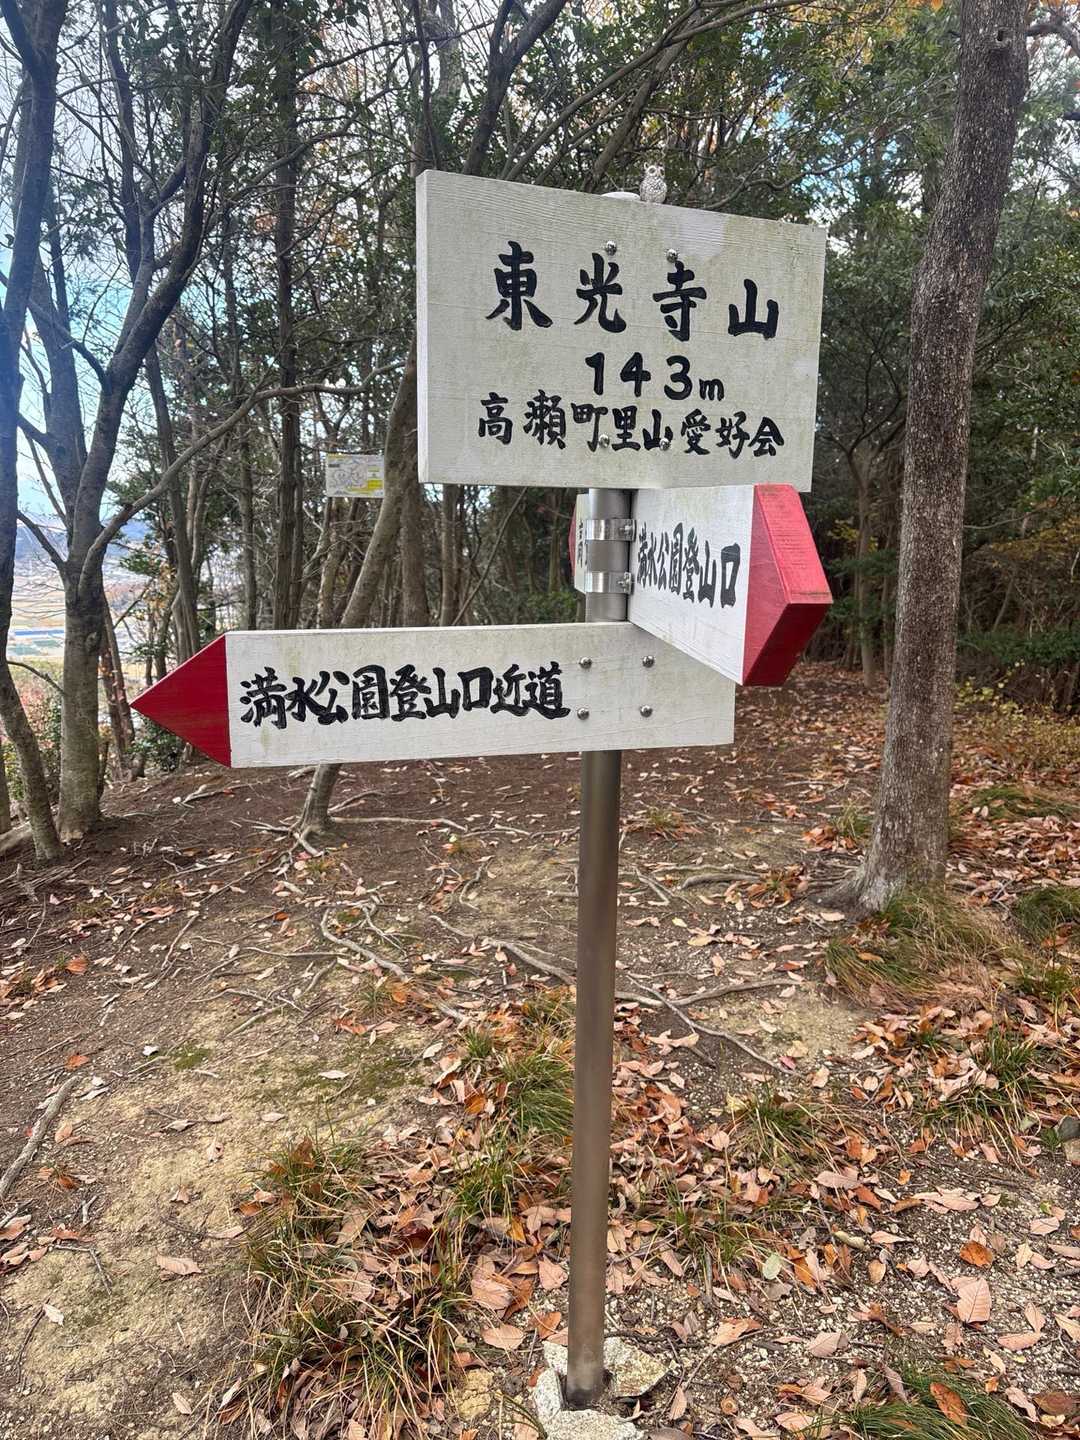 東光寺山
143m
高瀬町里山愛好会
満水公園登山口
満水公園登山口近道